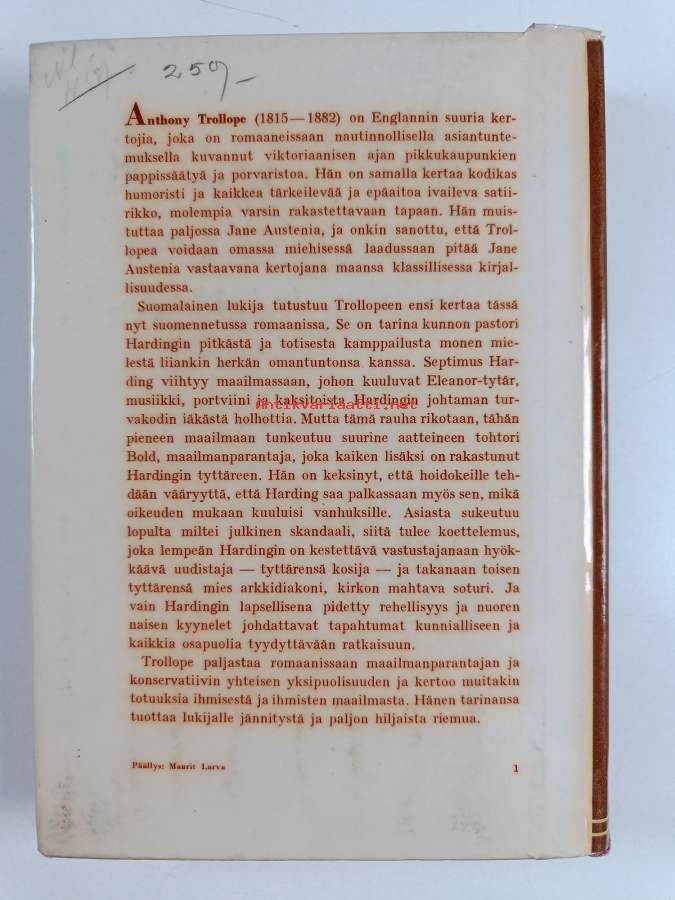 250,-
Anthony Trollope (1815—1882) on Englannin suuria ker-
tojia, joka on romaaneissaan nautinnollisella asiantunte-
muksella kuvannut viktoriaanisen ajan pikkukaupunkien
pappissäätyä ja porvaristoa. Hän on samalla kertaa kodikas
humoristi ja kaikkea tärkeilevää ja epäaitoa ivaileva satii-
rikko, molempia varsin rakastettavaan tapaan. Hän muis-
tuttaa paljossa Jane Austenia, ja onkin sanottu, että Trol-
lopea voidaan omassa miehisessä laadussaan pitää Jane
Austenia vastaavana kertojana maansa klassillisessa kirjal-
lisuudessa.
Suomalainen lukija tutustuu Trollopeen ensi kertaa tässä
nyt suomennetussa romaanissa. Se on tarina kunnon pastori
Hardingin pitkästä ja totisesta kamppailusta monen mie-
lestä liiankin herkän omantuntonsa kanssa. Septimus Har-
ding viihtyy maailmassaan, johon kuuluvat Eleanor-tytär,
musiikki, portviini ja kaksitoista Hardingin johtaman tur-
antikvariaatti.net
vakodin iäkästä holhottia. Mutta tämä rauha rikotaan, tähän
pieneen maailmaan tunkeutuu suurine aatteineen tohtori
Bold, maailmanparantaja, joka kaiken lisäksi on rakastunut
Hardingin tyttäreen. Hän on keksinyt, että hoidokeille teh-
dään vääryyttä, että Harding saa palkassaan myös sen, mikä
oikeuden mukaan kuuluisi vanhuksille. Asiasta sukeutuu
lopulta miltei julkinen skandaali, siitä tulee koettelemus,
joka lempeän Hardingin on kestettävä vastustajanaan hyök-
käävä uudistaja — tyttärensä kosija — ja takanaan toisen
tyttärensä mies arkkidiakoni, kirkon mahtava soturi. Ja
vain Hardingin lapsellisena pidetty rehellisyys ja nuoren
naisen kyynelet johdattavat tapahtumat kunnialliseen ja
kaikkia osapuolia tyydyttävään ratkaisuun.
Trollope paljastaa romaanissaan maailmanparantajan ja
konservatiivin yhteisen yksipuolisuuden ja kertoo muitakin
totuuksia ihmisestä ja ihmisten maailmasta. Hänen tarinansa
tuottaa lukijalle jännitystä ja paljon hiljaista riemua.
Päällys: Maarit Larva 1